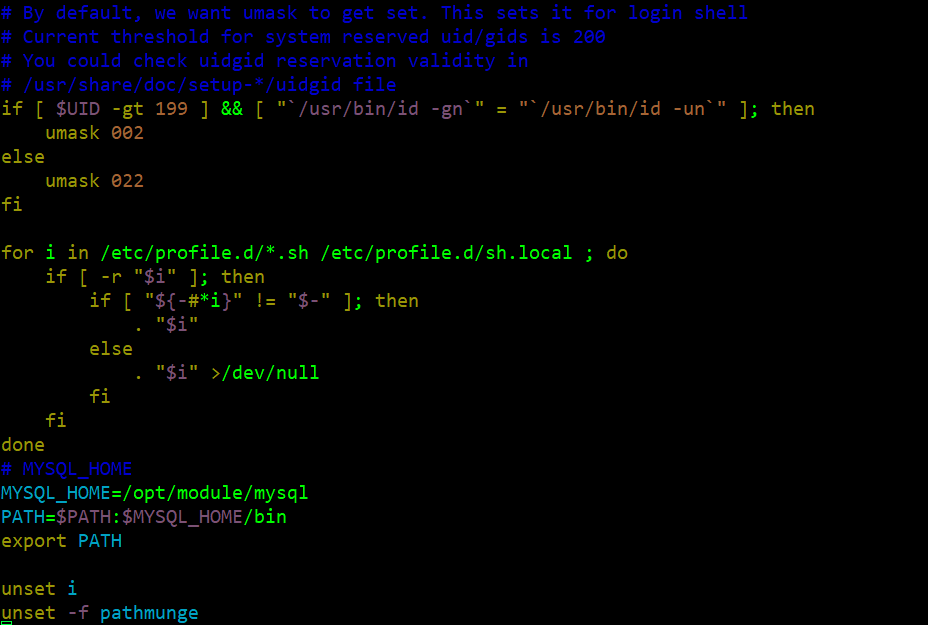 # By default, we want umask to get set. This sets it for login shell
# Current threshold for system reserved uid/gids is 200
# You could check uidgid reservation validity in
# /usr/share/doc/setup-*/uidgid file
if [ $UID -gt 199 ] && [ "`/usr/bin/id -gn`" = "`/usr/bin/id -un`" ]; then
    umask 002
else
    umask 022
fi

for i in /etc/profile.d/*.sh /etc/profile.d/sh.local ; do
    if [ -r "$i" ]; then
        if [ "${-#*i}" != "$-" ]; then
            . "$i"
        else
            . "$i" >/dev/null
        fi
    fi
done
# MYSQL_HOME
MYSQL_HOME=/opt/module/mysql
PATH=$PATH:$MYSQL_HOME/bin
export PATH

unset i
unset -f pathmunge